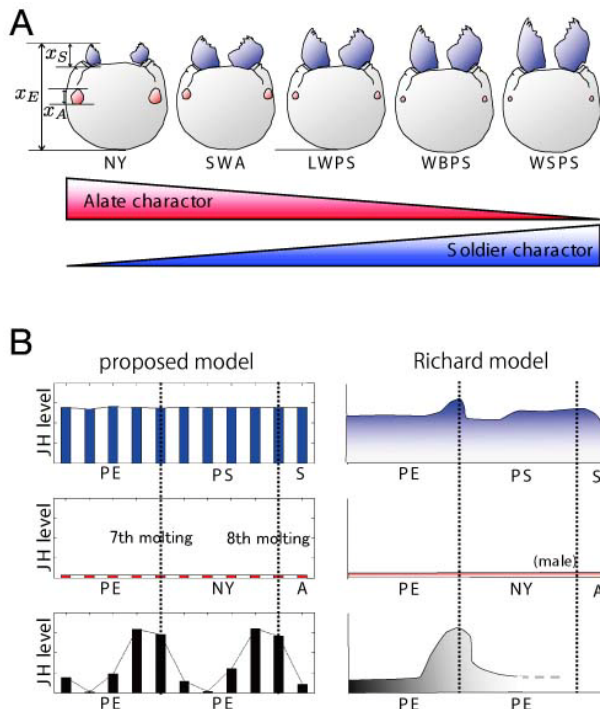 A
x_S
x_E
x_A
NY SWA LWPS WBPS WSPS
Alate charactor
Soldier charactor
B
proposed model Richard model
JH level
PE PS S
PE PS S
JH level
7th molting 8th molting
(male)
PE NY A
PE NY A
JH level
PE PE
PE PE